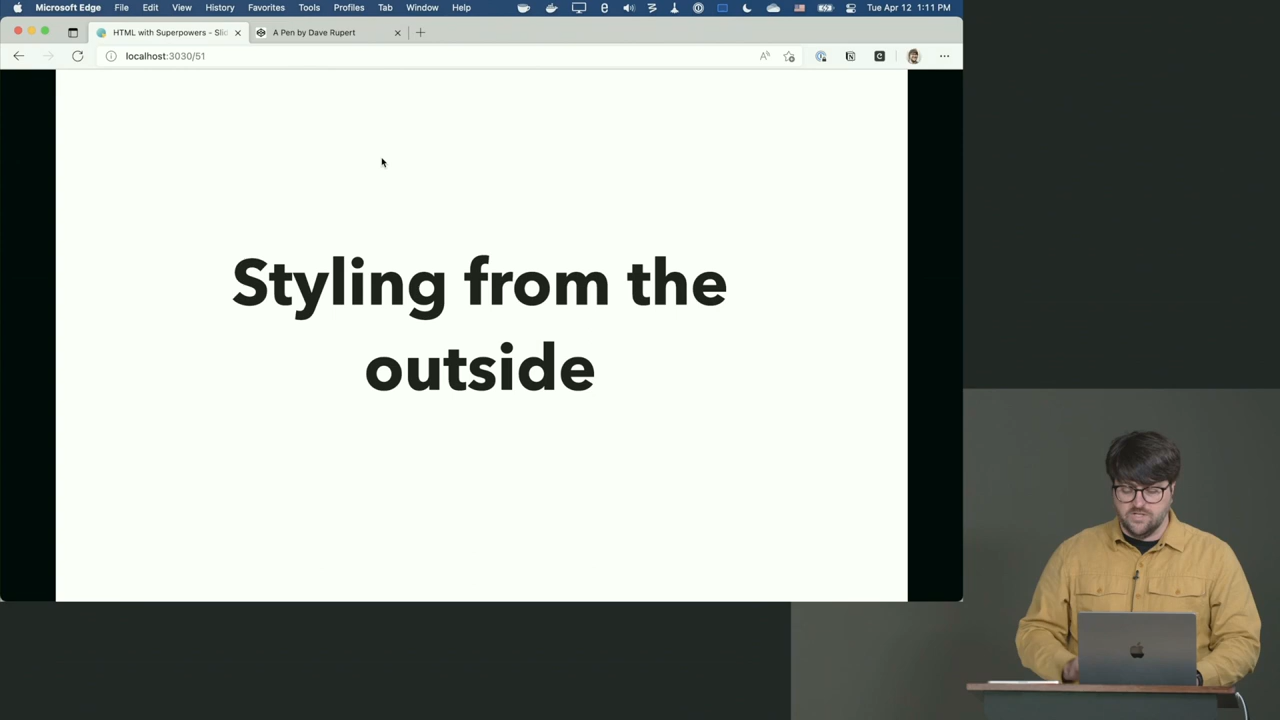 Microsoft Edge File Edit View History Favorites Tools Profiles Tab Window Help Tue Apr 12 1:11 PM
HTML with Superpowers - Slid A Pen by Dave Rupert
localhost:3030/51
Styling from the
outside